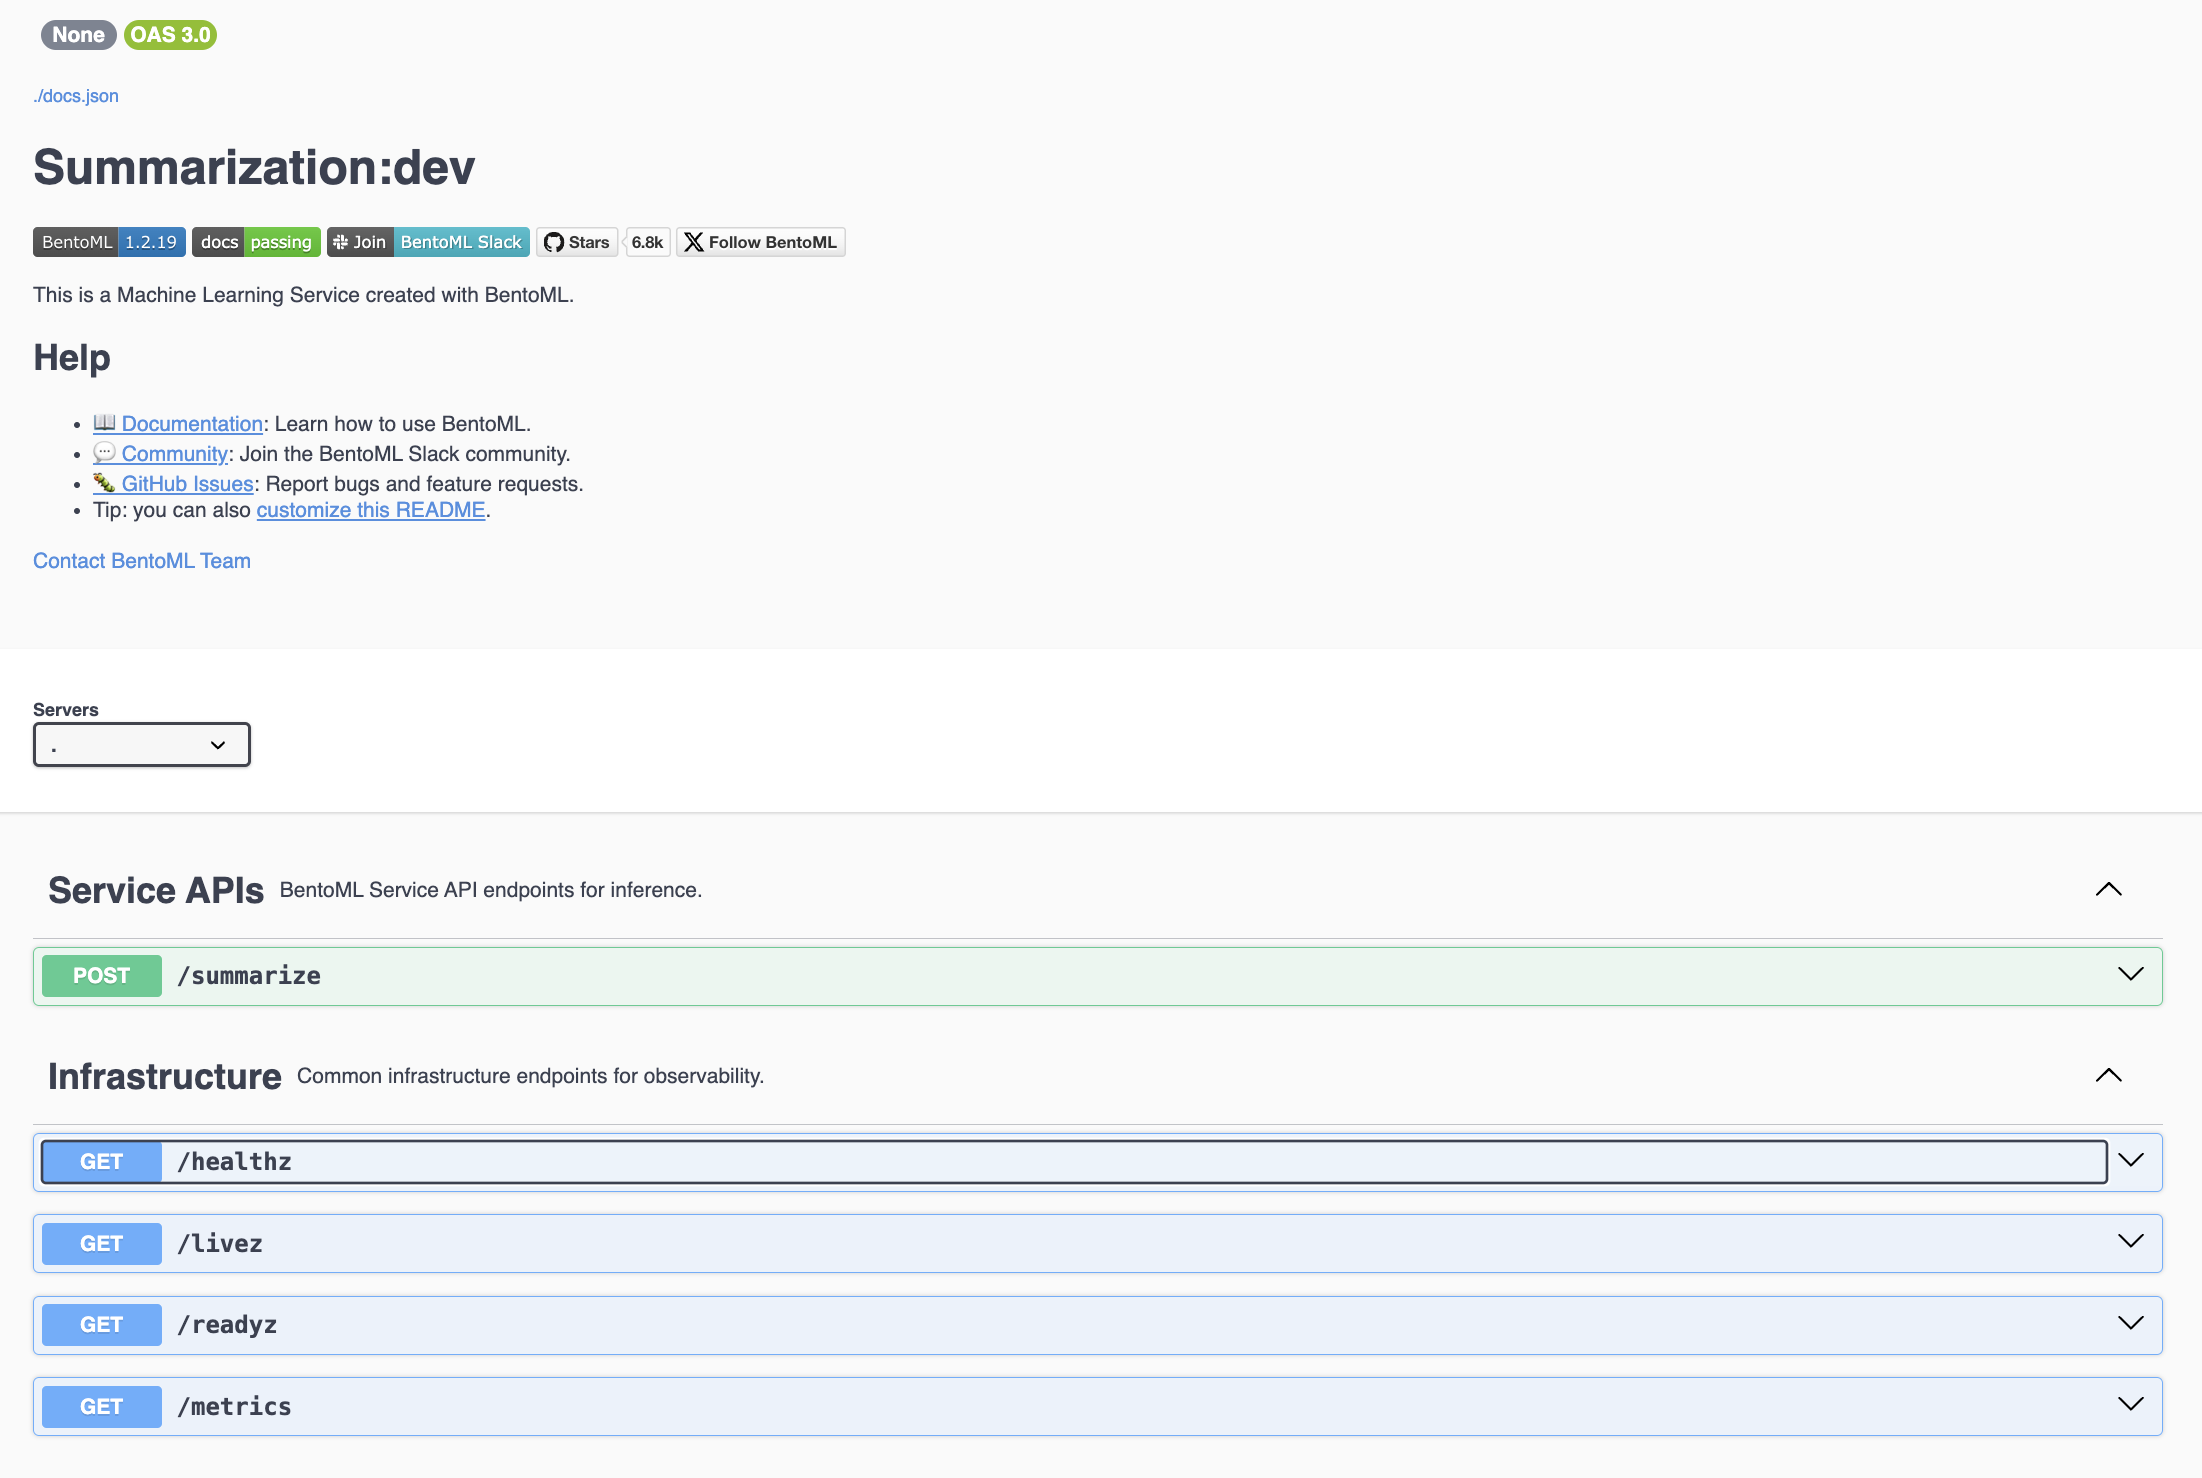 None OAS 3.0
./docs.json
Summarization:dev
BentoML 1.2.19 docs passing Join BentoML Slack Stars 6.8k Follow BentoML
This is a Machine Learning Service created with BentoML.
Help
• 📖 Documentation: Learn how to use BentoML.
• 💬 Community: Join the BentoML Slack community.
• 🐛 GitHub Issues: Report bugs and feature requests.
• Tip: you can also customize this README.
Contact BentoML Team
Servers
.
Service APIs BentoML Service API endpoints for inference.
POST /summarize
Infrastructure Common infrastructure endpoints for observability.
GET /healthz
GET /livez
GET /readyz
GET /metrics